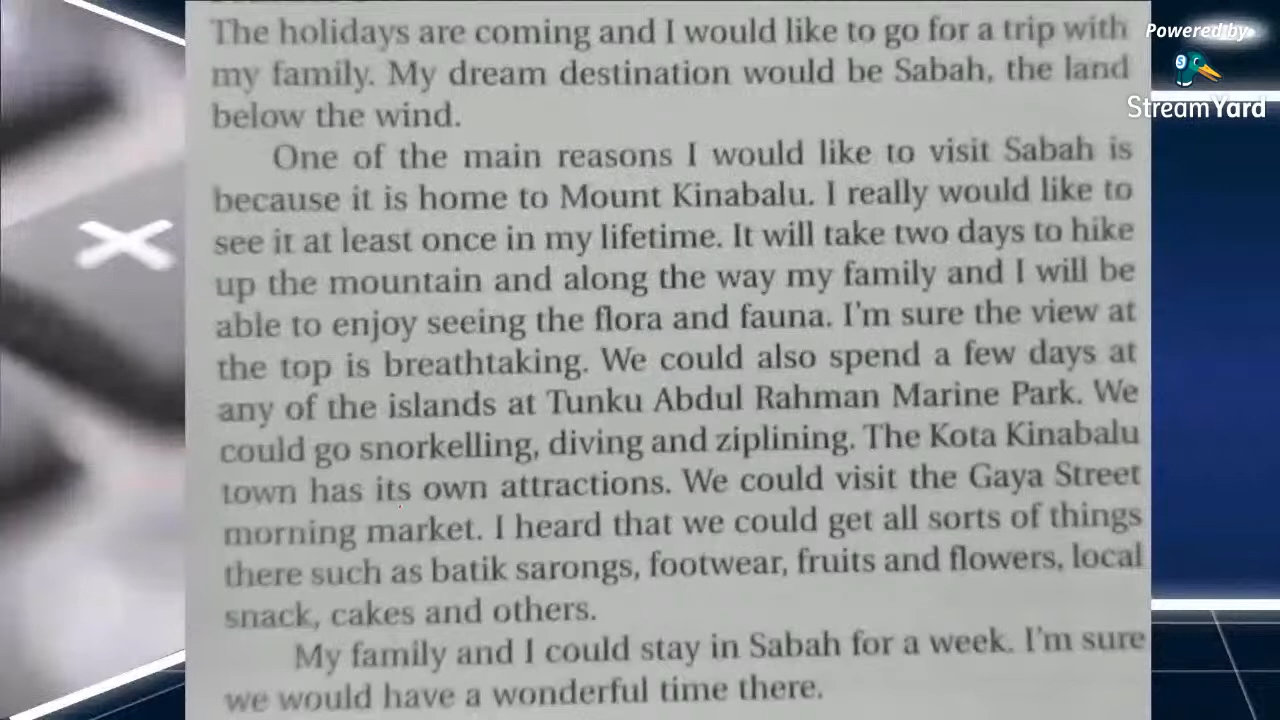 The holidays are coming and I would like to go for a trip with
my family. My dream destination would be Sabah, the land
below the wind.
One of the main reasons I would like to visit Sabah is
because it is home to Mount Kinabalu. I really would like to
see it at least once in my lifetime. It will take two days to hike
up the mountain and along the way my family and I will be
able to enjoy seeing the flora and fauna. I'm sure the view at
the top is breathtaking. We could also spend a few days at
any of the islands at Tunku Abdul Rahman Marine Park. We
could go snorkelling, diving and ziplining. The Kota Kinabalu
town has its own attractions. We could visit the Gaya Street
morning market. I heard that we could get all sorts of things
there such as batik sarongs, footwear, fruits and flowers, local
snack, cakes and others.
My family and I could stay in Sabah for a week. I'm sure
we would have a wonderful time there.
Powered by
StreamYard